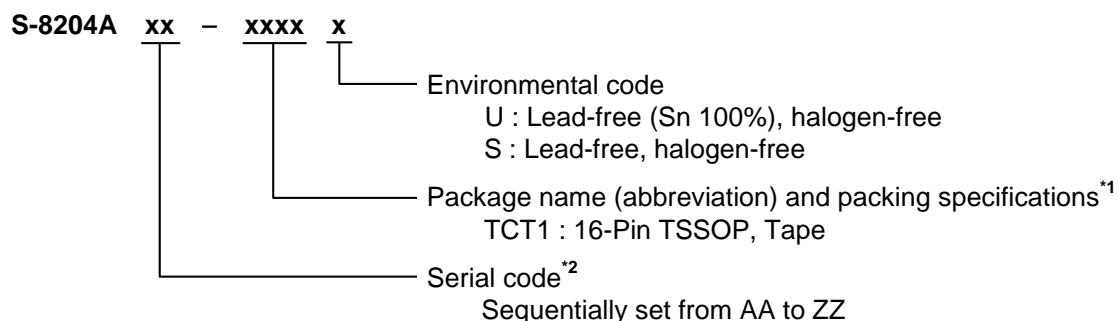 S-8204A xx – xxxx x
Environmental code
U : Lead-free (Sn 100%), halogen-free
S : Lead-free, halogen-free
Package name (abbreviation) and packing specifications*1
TCT1 : 16-Pin TSSOP, Tape
Serial code*2
Sequentially set from AA to ZZ